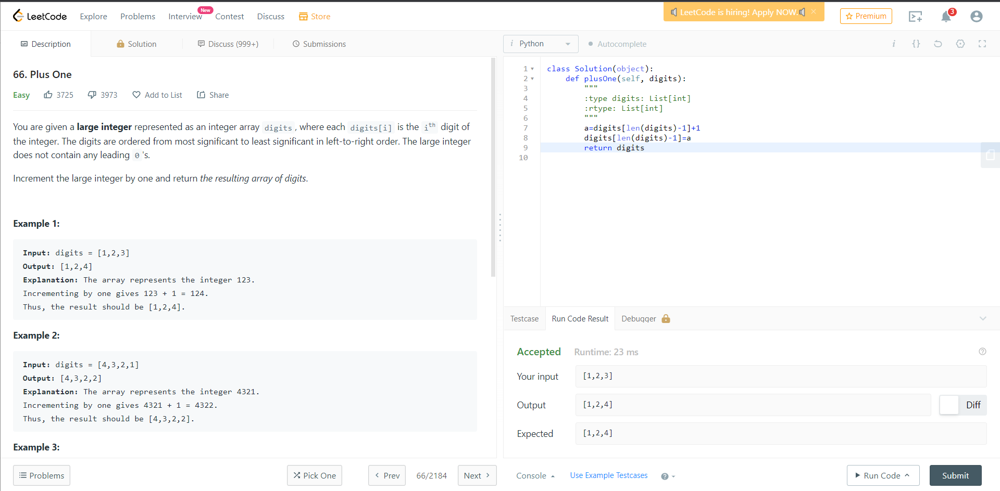 LeetCode Explore Problems Interview New Contest Discuss Store LeetCode is hiring! Apply NOW. × Premium 3
Description Solution Discuss (999+) Submissions
66. Plus One
Easy 3725 3973 Add to List Share
You are given a large integer represented as an integer array digits, where each digits[i] is the ith digit of
the integer. The digits are ordered from most significant to least significant in left-to-right order. The large integer
does not contain any leading 0's.
Increment the large integer by one and return the resulting array of digits.
Example 1:
Input: digits = [1,2,3]
Output: [1,2,4]
Explanation: The array represents the integer 123.
Incrementing by one gives 123 + 1 = 124.
Thus, the result should be [1,2,4].
Example 2:
Input: digits = [4,3,2,1]
Output: [4,3,2,2]
Explanation: The array represents the integer 4321.
Incrementing by one gives 4321 + 1 = 4322.
Thus, the result should be [4,3,2,2].
Example 3:
Problems Pick One Prev 66/2184 Next
i Python Autocomplete i {}
1 class Solution(object):
2 def plusOne(self, digits):
3 """
4 :type digits: List[int]
5 :rtype: List[int]
6 """
7 a=digits[len(digits)-1]+1
8 digits[len(digits)-1]=a
9 return digits
10
Testcase Run Code Result Debugger
Accepted Runtime: 23 ms ?
Your input [1,2,3]
Output [1,2,4] Diff
Expected [1,2,4]
Console Use Example Testcases ? Run Code Submit